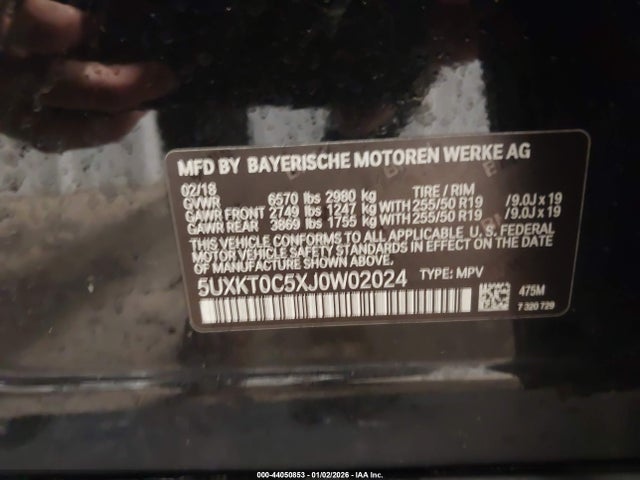 MFD BY BAYERISCHE MOTOREN WERKE AG
02/18 TIRE / RIM
GVWR 6570 lbs 2980 kg
GAWR FRONT 2749 lbs 1247 kg WITH 255/50 R19 /9.0J x 19
GAWR REAR 3869 lbs 1755 kg WITH 255/50 R19 /9.0J x 19
THIS VEHICLE CONFORMS TO ALL APPLICABLE U. S. FEDERAL
MOTOR VEHICLE SAFETY STANDARDS IN EFFECT ON THE DATE
OF MANUFACTURE SHOWN ABOVE.
5UXKT0C5XJ0W02024 TYPE: MPV
475M
7 320 729
000-44050853 - 01/02/2026 - IAA Inc.